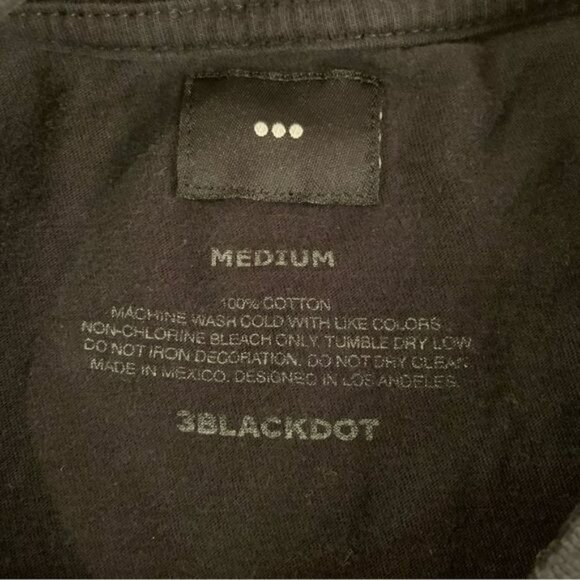 MEDIUM
100% COTTON
MACHINE WASH COLD WITH LIKE COLORS.
NON-CHLORINE BLEACH ONLY. TUMBLE DRY LOW.
DO NOT IRON DECORATION. DO NOT DRY CLEAN.
MADE IN MEXICO. DESIGNED IN LOS ANGELES.
3BLACKDOT